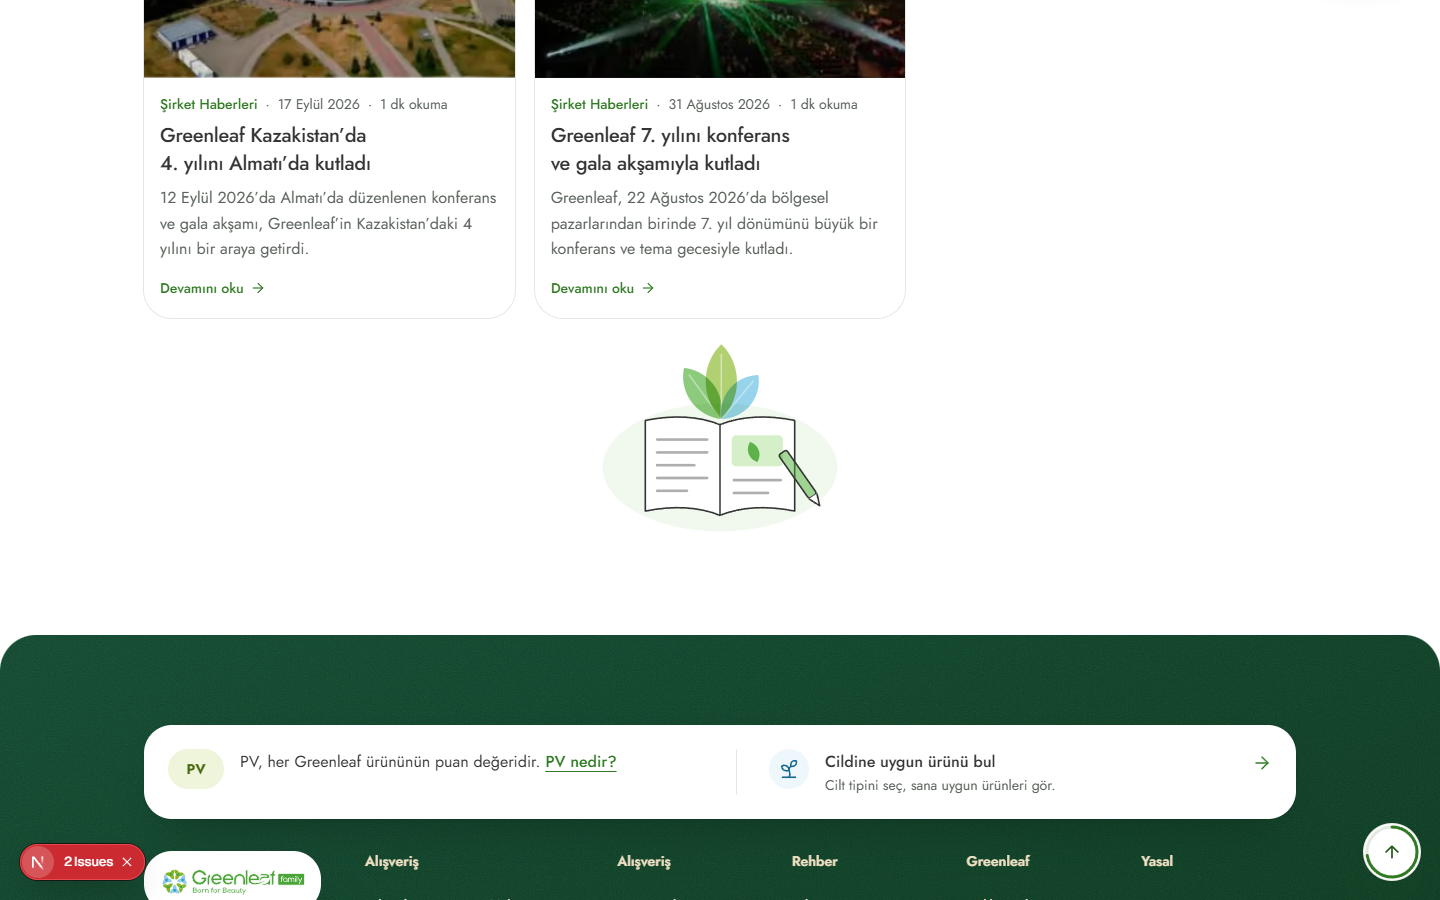 Şirket Haberleri · 17 Eylül 2026 · 1 dk okuma
Greenleaf Kazakistan’da
4. yılını Almatı’da kutladı
12 Eylül 2026’da Almatı’da düzenlenen konferans
ve gala akşamı, Greenleaf’in Kazakistan’daki 4
yılını bir araya getirdi.
Devamını oku
Şirket Haberleri · 31 Ağustos 2026 · 1 dk okuma
Greenleaf 7. yılını konferans
ve gala akşamıyla kutladı
Greenleaf, 22 Ağustos 2026’da bölgesel
pazarlarından birinde 7. yıl dönümünü büyük bir
konferans ve tema gecesiyle kutladı.
Devamını oku
PV
PV, her Greenleaf ürününün puan değeridir. PV nedir?
Cildine uygun ürünü bul
Cilt tipini seç, sana uygun ürünleri gör.
N 2 Issues
Greenleaf family
Born for Beauty
Alışveriş
Alışveriş
Rehber
Greenleaf
Yasal